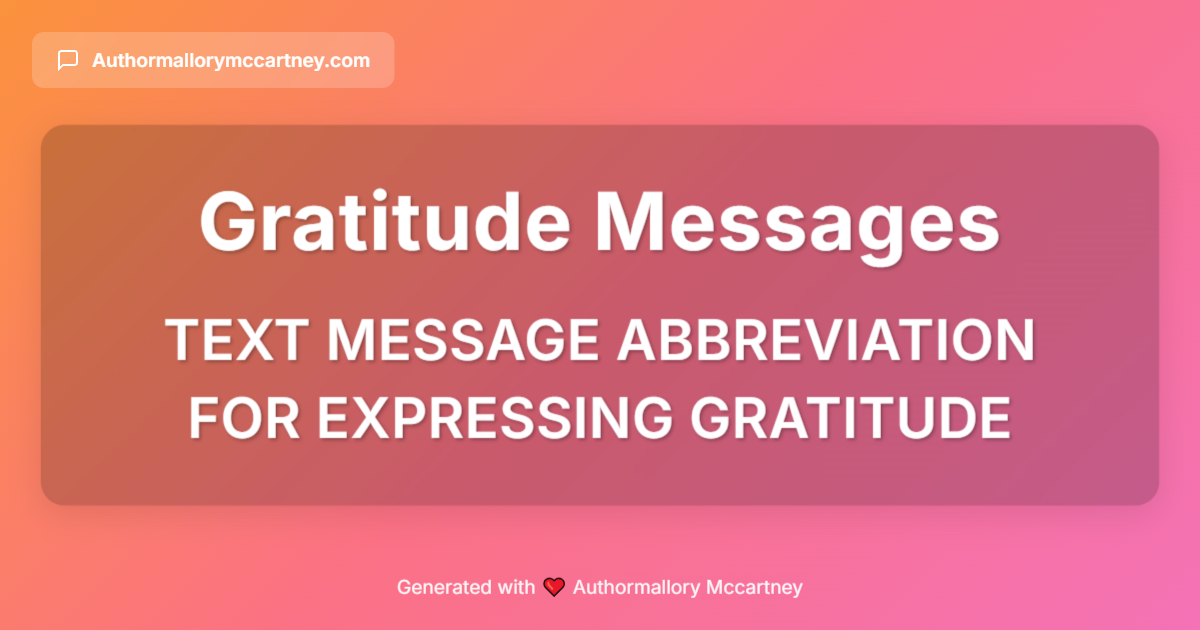 Authormallorymccartney.com
Gratitude Messages
TEXT MESSAGE ABBREVIATION
FOR EXPRESSING GRATITUDE
Generated with ❤️ Authormallory Mccartney